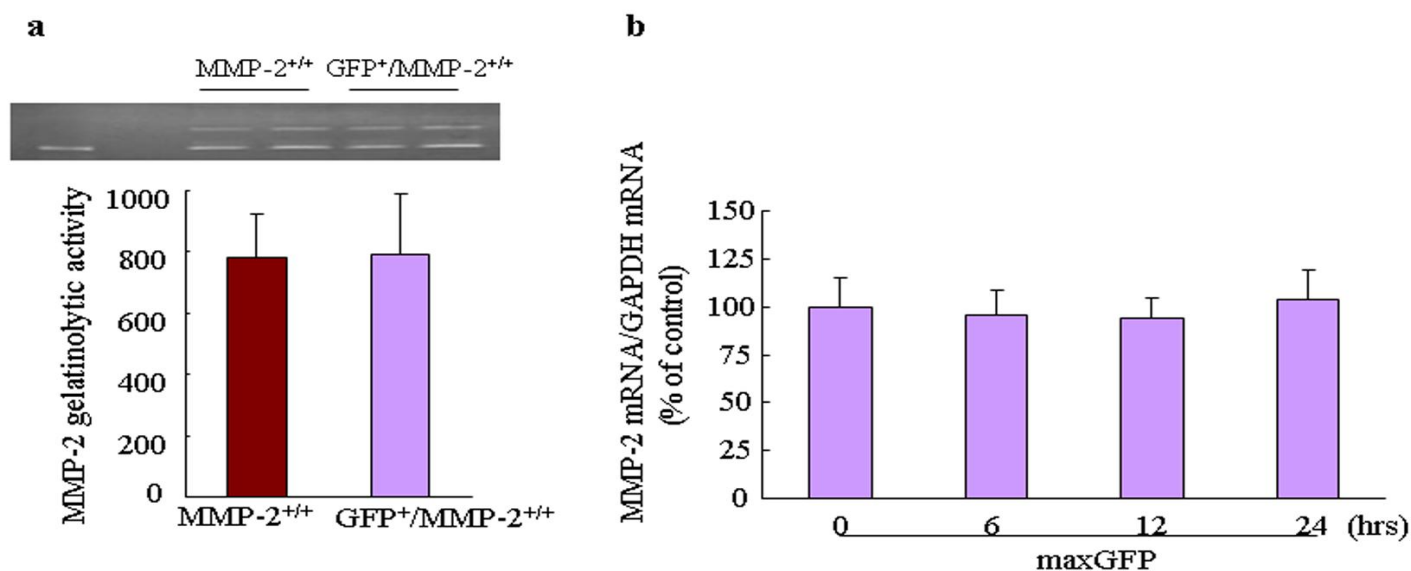 a
MMP-2+/+ GFP+/MMP-2+/+
MMP-2 gelatinolytic activity
1000
800
600
400
200
0
MMP-2+/+ GFP+/MMP-2+/+
b
MMP-2 mRNA/GAPDH mRNA
(% of control)
150
125
100
75
50
25
0
0 6 12 24 (hrs)
maxGFP